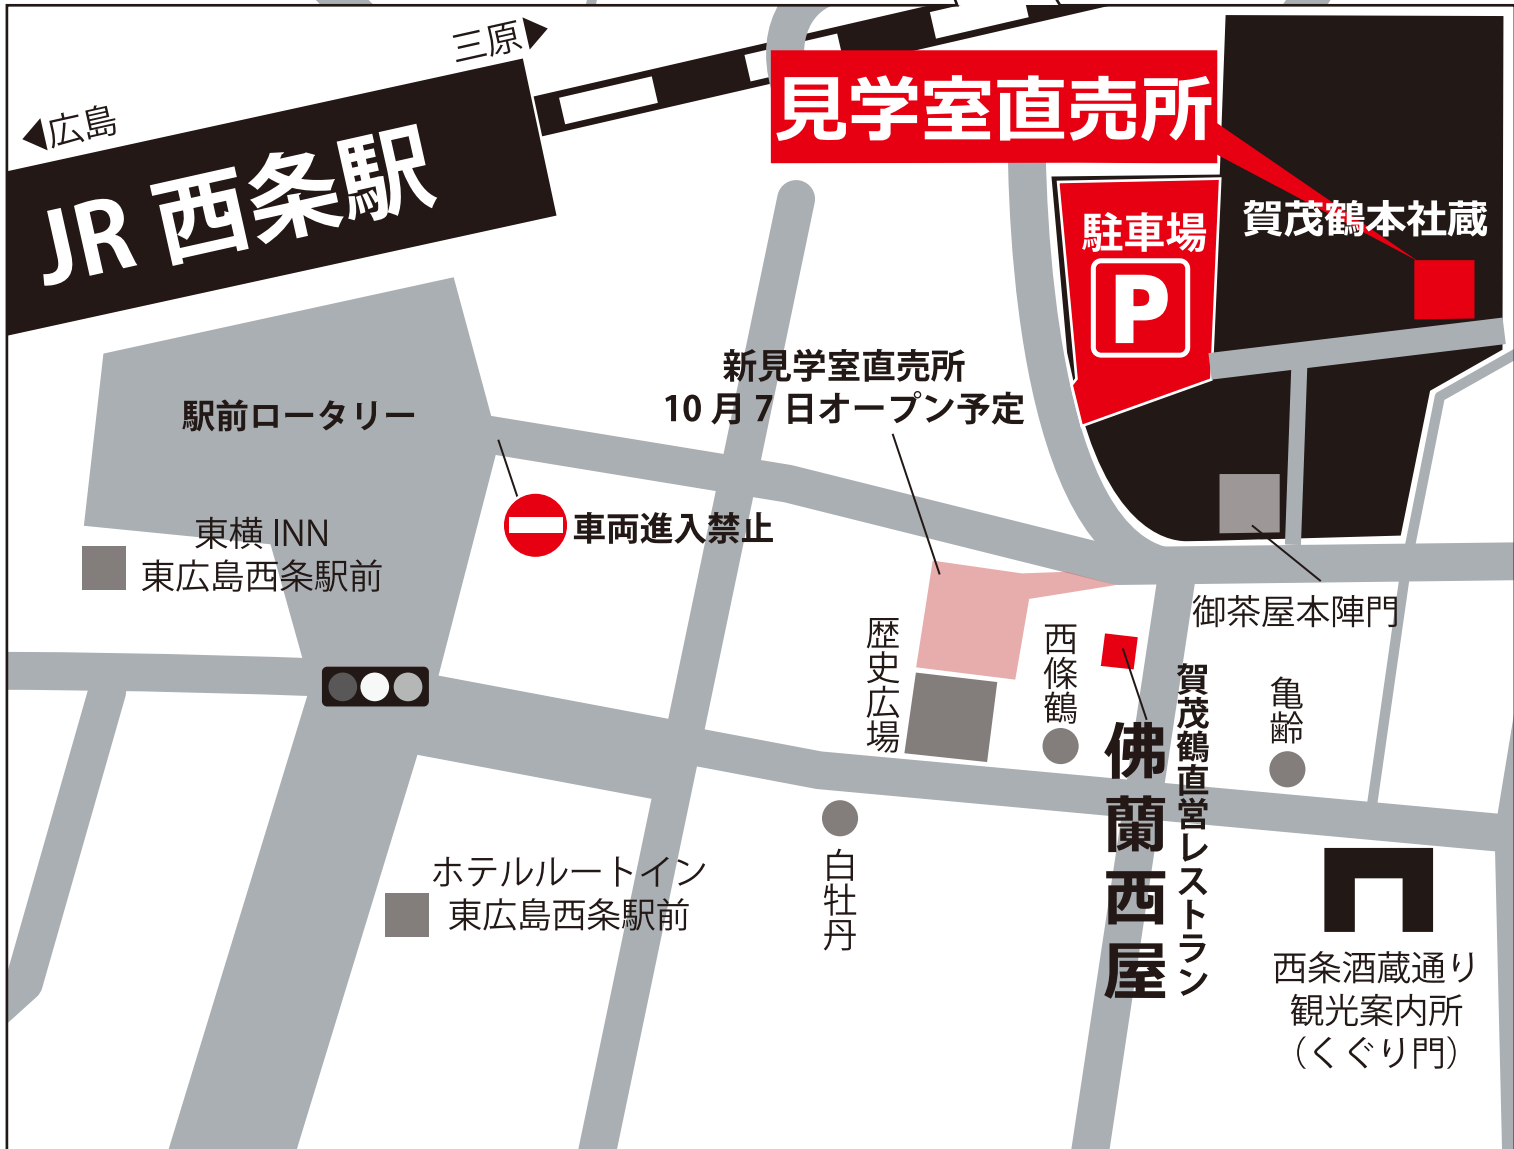 三原
広島
JR 西条駅
見学室直売所
駐車場
P
賀茂鶴本社蔵
新見学室直売所
10 月 7 日オープン予定
駅前ロータリー
車両進入禁止
東横 INN
東広島西条駅前
御茶屋本陣門
歴史広場
西條鶴
賀茂鶴直営レストラン
佛蘭西屋
亀齢
白牡丹
ホテルルートイン
東広島西条駅前
西条酒蔵通り
観光案内所
（くぐり門）